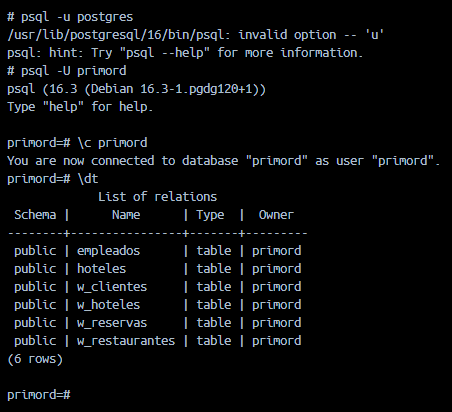 # psql -u postgres
/usr/lib/postgresql/16/bin/psql: invalid option -- 'u'
psql: hint: Try "psql --help" for more information.
# psql -U primord
psql (16.3 (Debian 16.3-1.pgdg120+1))
Type "help" for help.

primord=# \c primord
You are now connected to database "primord" as user "primord".
primord=# \dt
             List of relations
 Schema |      Name      | Type  |  Owner
--------+----------------+-------+---------
 public | empleados      | table | primord
 public | hoteles        | table | primord
 public | w_clientes     | table | primord
 public | w_hoteles      | table | primord
 public | w_reservas     | table | primord
 public | w_restaurantes | table | primord
(6 rows)

primord=#